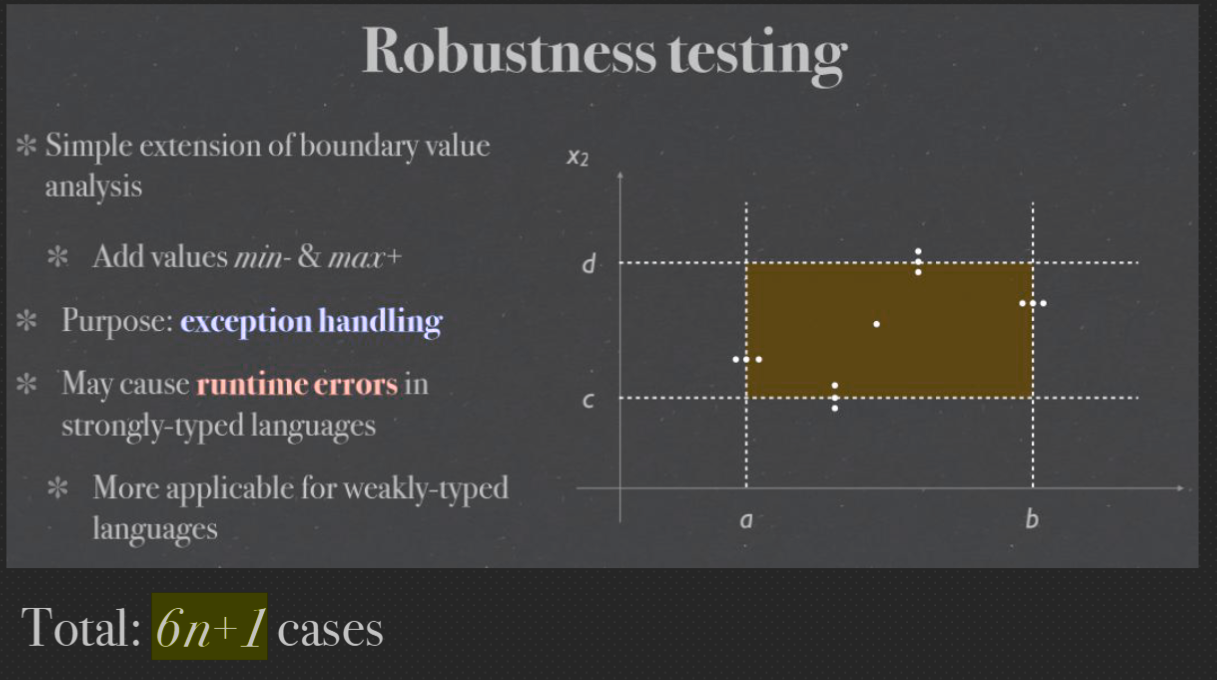 Robustness testing
✻ Simple extension of boundary value
analysis
✻ Add values min- & max+
✻ Purpose: exception handling
✻ May cause runtime errors in
strongly-typed languages
✻ More applicable for weakly-typed
languages
x2
d
c
a
b
Total: 6n+1 cases